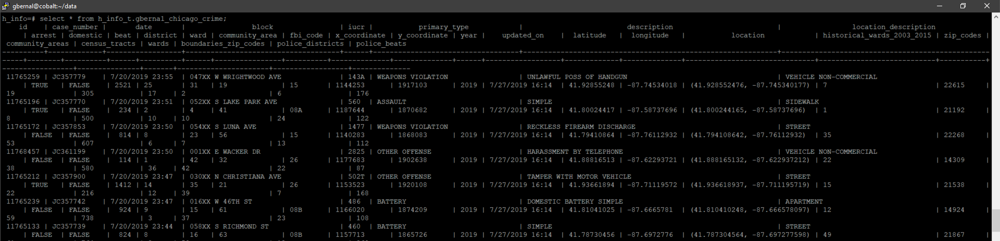 gbernal@cobalt:~/data
h_info=# select * from h_info_t.gberna1_chicago_crime;
id | case_number | date | block | iucr | primary_type | description | location_description
| arrest | domestic | beat | district | ward | community_area | fbi_code | x_coordinate | y_coordinate | year | updated_on | latitude | longitude | location | historical_wards_2003_2015 | zip_codes |
community_areas | census_tracts | wards | boundaries_zip_codes | police_districts | police_beats
11765259 | JC357779 | 7/20/2019 23:55 | 047XX W WRIGHTWOOD AVE | 143A | WEAPONS VIOLATION | UNLAWFUL POSS OF HANDGUN | VEHICLE NON-COMMERCIAL
| TRUE | FALSE | 2521 | 25 | 31 | 19 | 15 | 1144253 | 1917103 | 2019 | 7/27/2019 16:14 | 41.92855248 | -87.74534018 | (41.928552476, -87.745340177) | 7 | 22615 |
19 | 305 | 17 | 2 | 6 | 176
11765196 | JC357770 | 7/20/2019 23:51 | 052XX S LAKE PARK AVE | 560 | ASSAULT | SIMPLE | SIDEWALK
| TRUE | FALSE | 234 | 2 | 4 | 41 | 08A | 1187644 | 1870682 | 2019 | 7/27/2019 16:14 | 41.80024417 | -87.58737696 | (41.800244165, -87.58737696) | 1 | 21192 |
8 | 500 | 10 | 10 | 24 | 122
11765172 | JC357853 | 7/20/2019 23:50 | 054XX S LUNA AVE | 1477 | WEAPONS VIOLATION | RECKLESS FIREARM DISCHARGE | STREET
| FALSE | FALSE | 814 | 8 | 23 | 56 | 15 | 1140283 | 1868083 | 2019 | 7/27/2019 16:14 | 41.79410864 | -87.76112932 | (41.794108642, -87.76112932) | 35 | 22268 |
53 | 607 | 6 | 7 | 13 | 112
11768457 | JC361199 | 7/20/2019 23:50 | 001XX E WACKER DR | 2825 | OTHER OFFENSE | HARASSMENT BY TELEPHONE | VEHICLE NON-COMMERCIAL
| FALSE | FALSE | 114 | 1 | 42 | 32 | 26 | 1177683 | 1902638 | 2019 | 7/27/2019 16:14 | 41.88816513 | -87.62293721 | (41.888165132, -87.622937212) | 22 | 14309 |
38 | 580 | 36 | 42 | 22 | 87
11765212 | JC357900 | 7/20/2019 23:47 | 030XX N CHRISTIANA AVE | 502T | OTHER OFFENSE | TAMPER WITH MOTOR VEHICLE | STREET
| TRUE | FALSE | 1412 | 14 | 35 | 21 | 26 | 1153523 | 1920108 | 2019 | 7/27/2019 16:14 | 41.93661894 | -87.71119572 | (41.936618937, -87.711195719) | 15 | 21538 |
22 | 216 | 12 | 39 | 7 | 168
11765239 | JC357742 | 7/20/2019 23:47 | 016XX W 46TH ST | 486 | BATTERY | DOMESTIC BATTERY SIMPLE | APARTMENT
| FALSE | FALSE | 924 | 9 | 15 | 61 | 08B | 1166020 | 1874209 | 2019 | 7/27/2019 16:14 | 41.81041025 | -87.6665781 | (41.810410248, -87.666578097) | 12 | 14924 |
59 | 738 | 3 | 37 | 23 | 108
11765133 | JC357739 | 7/20/2019 23:44 | 058XX S RICHMOND ST | 460 | BATTERY | SIMPLE | STREET
| FALSE | FALSE | 824 | 8 | 16 | 63 | 08B | 1157713 | 1865726 | 2019 | 7/27/2019 16:14 | 41.78730456 | -87.6972776 | (41.787304564, -87.697277598) | 49 | 21867 |